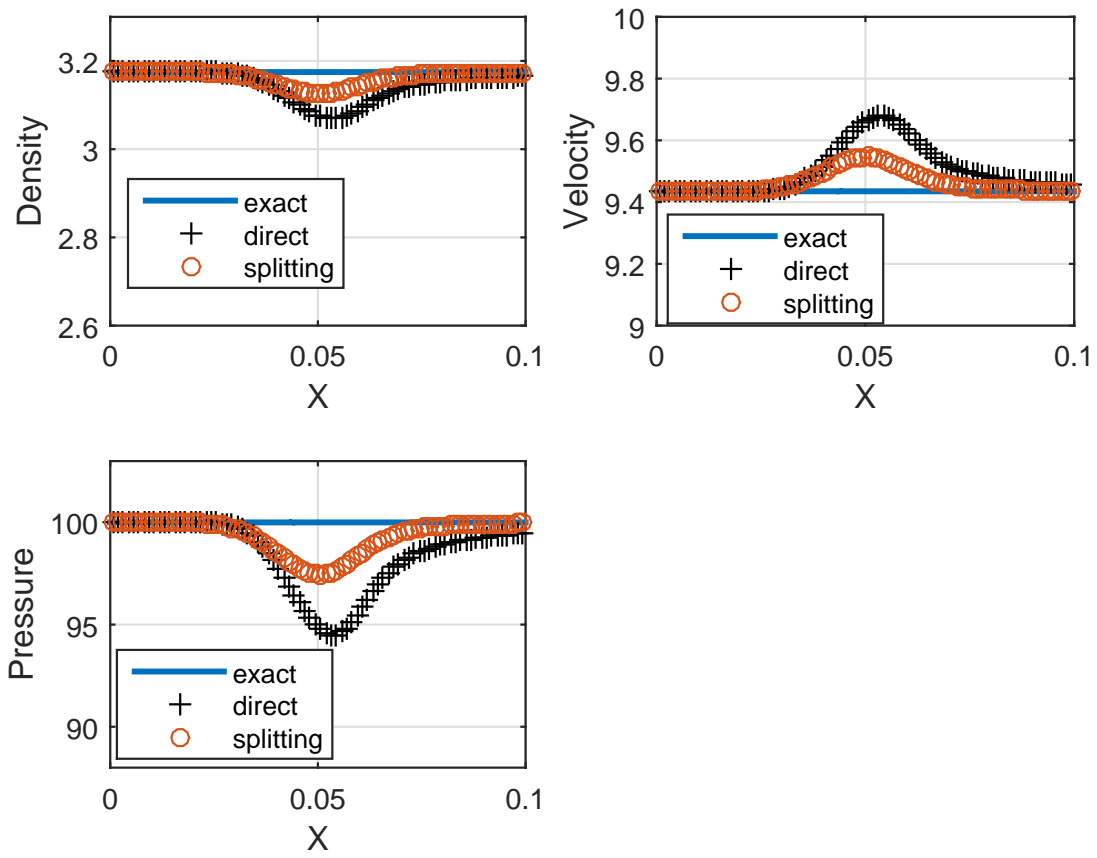 Density
3.2
3
2.8
2.6
exact
direct
splitting
0
0.05
0.1
X
Velocity
10
9.8
9.6
9.4
9.2
9
exact
direct
splitting
0
0.05
0.1
X
Pressure
100
95
90
exact
direct
splitting
0
0.05
0.1
X